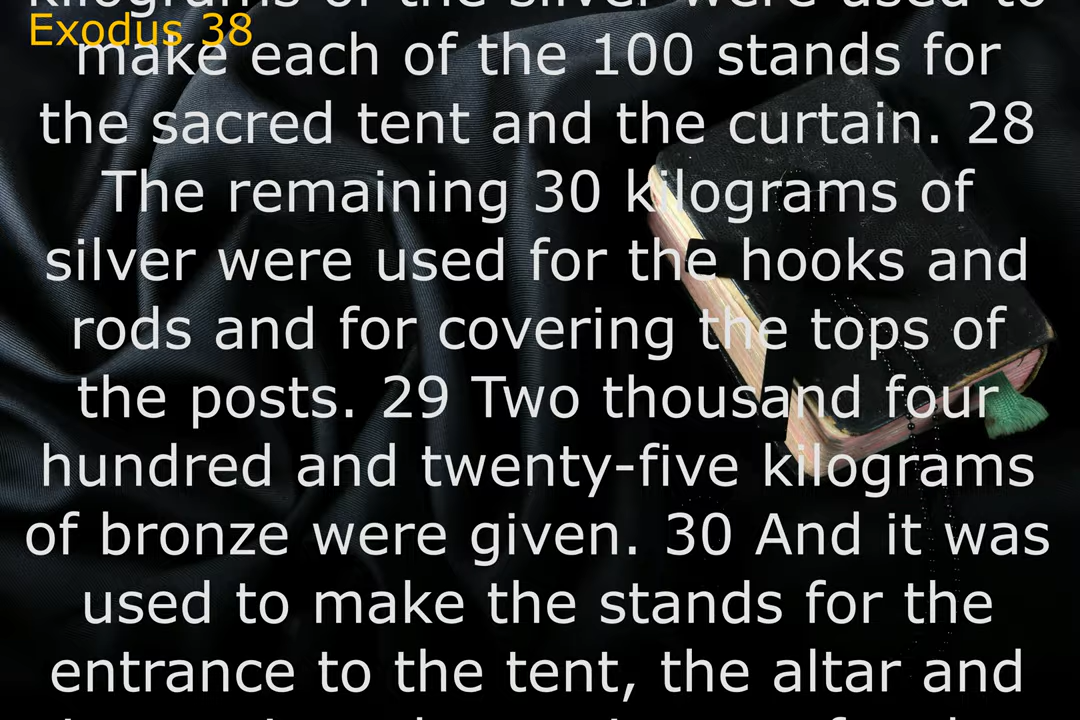 kilograms of the silver were used to
Exodus 38
make each of the 100 stands for
the sacred tent and the curtain. 28
The remaining 30 kilograms of
silver were used for the hooks and
rods and for covering the tops of
the posts. 29 Two thousand four
hundred and twenty-five kilograms
of bronze were given. 30 And it was
used to make the stands for the
entrance to the tent, the altar and